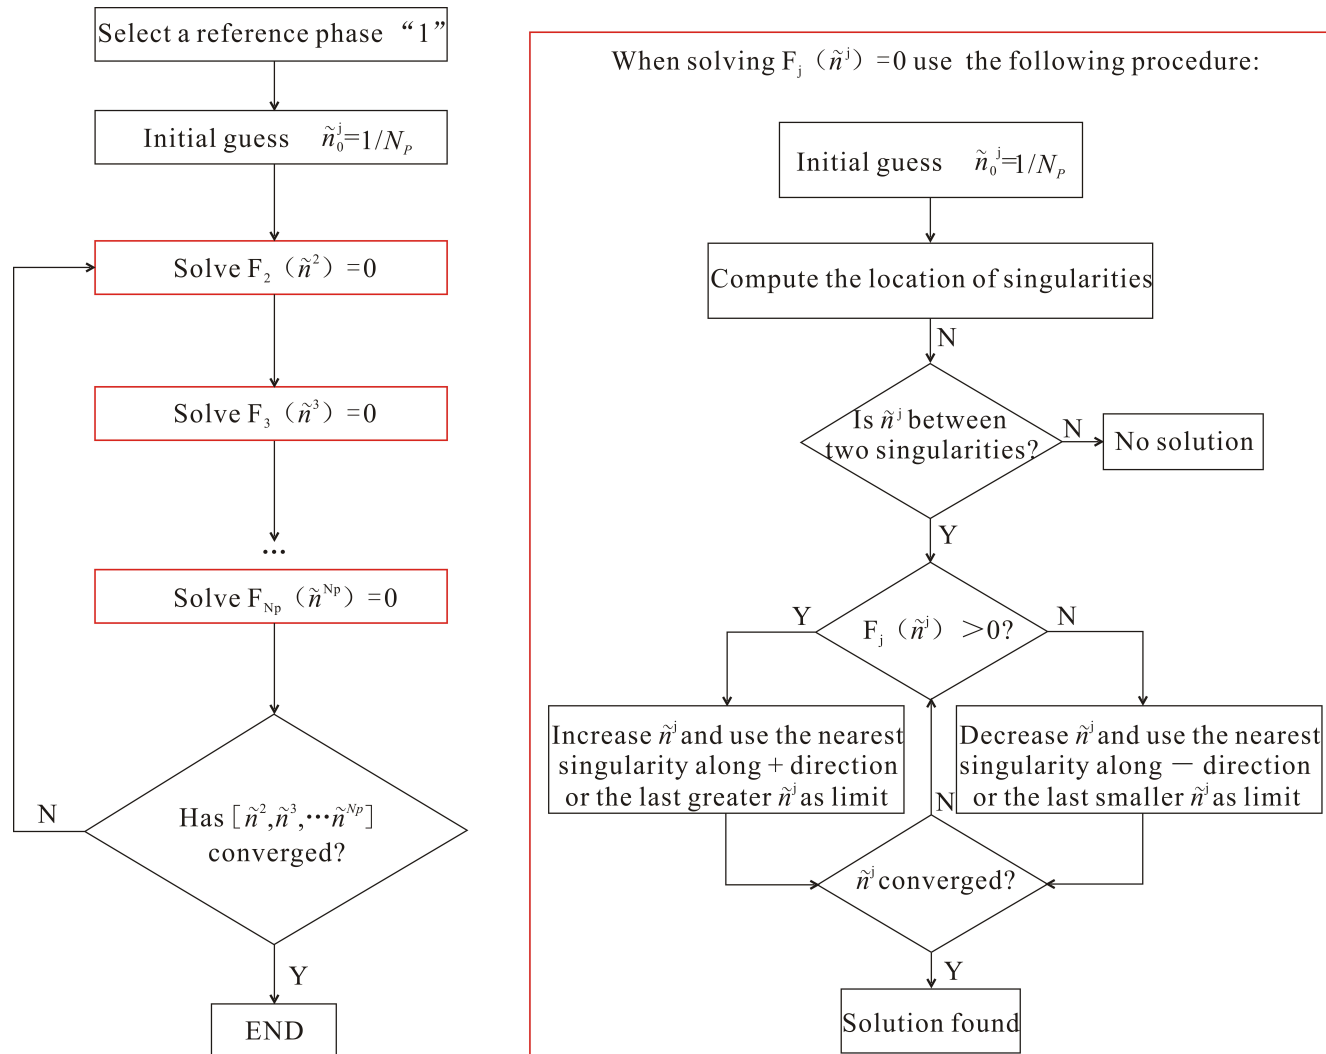 Select a reference phase “1”
Initial guess ñ₀ʲ=1/N_P
Solve F₂（ñ²）=0
Solve F₃（ñ³）=0
...
Solve F_Np（ñ^Np）=0
N
Has [ñ²,ñ³,···ñ^Np]
converged?
Y
END
When solving Fⱼ（ñʲ）=0 use the following procedure:
Initial guess ñ₀ʲ=1/N_P
Compute the location of singularities
N
Is ñʲ between
two singularities?
N
No solution
Y
Fⱼ（ñʲ）>0?
Y
N
Increase ñʲ and use the nearest
singularity along + direction
or the last greater ñʲ as limit
Decrease ñʲ and use the nearest
singularity along — direction
or the last smaller ñʲ as limit
N
ñʲ converged?
Y
Solution found